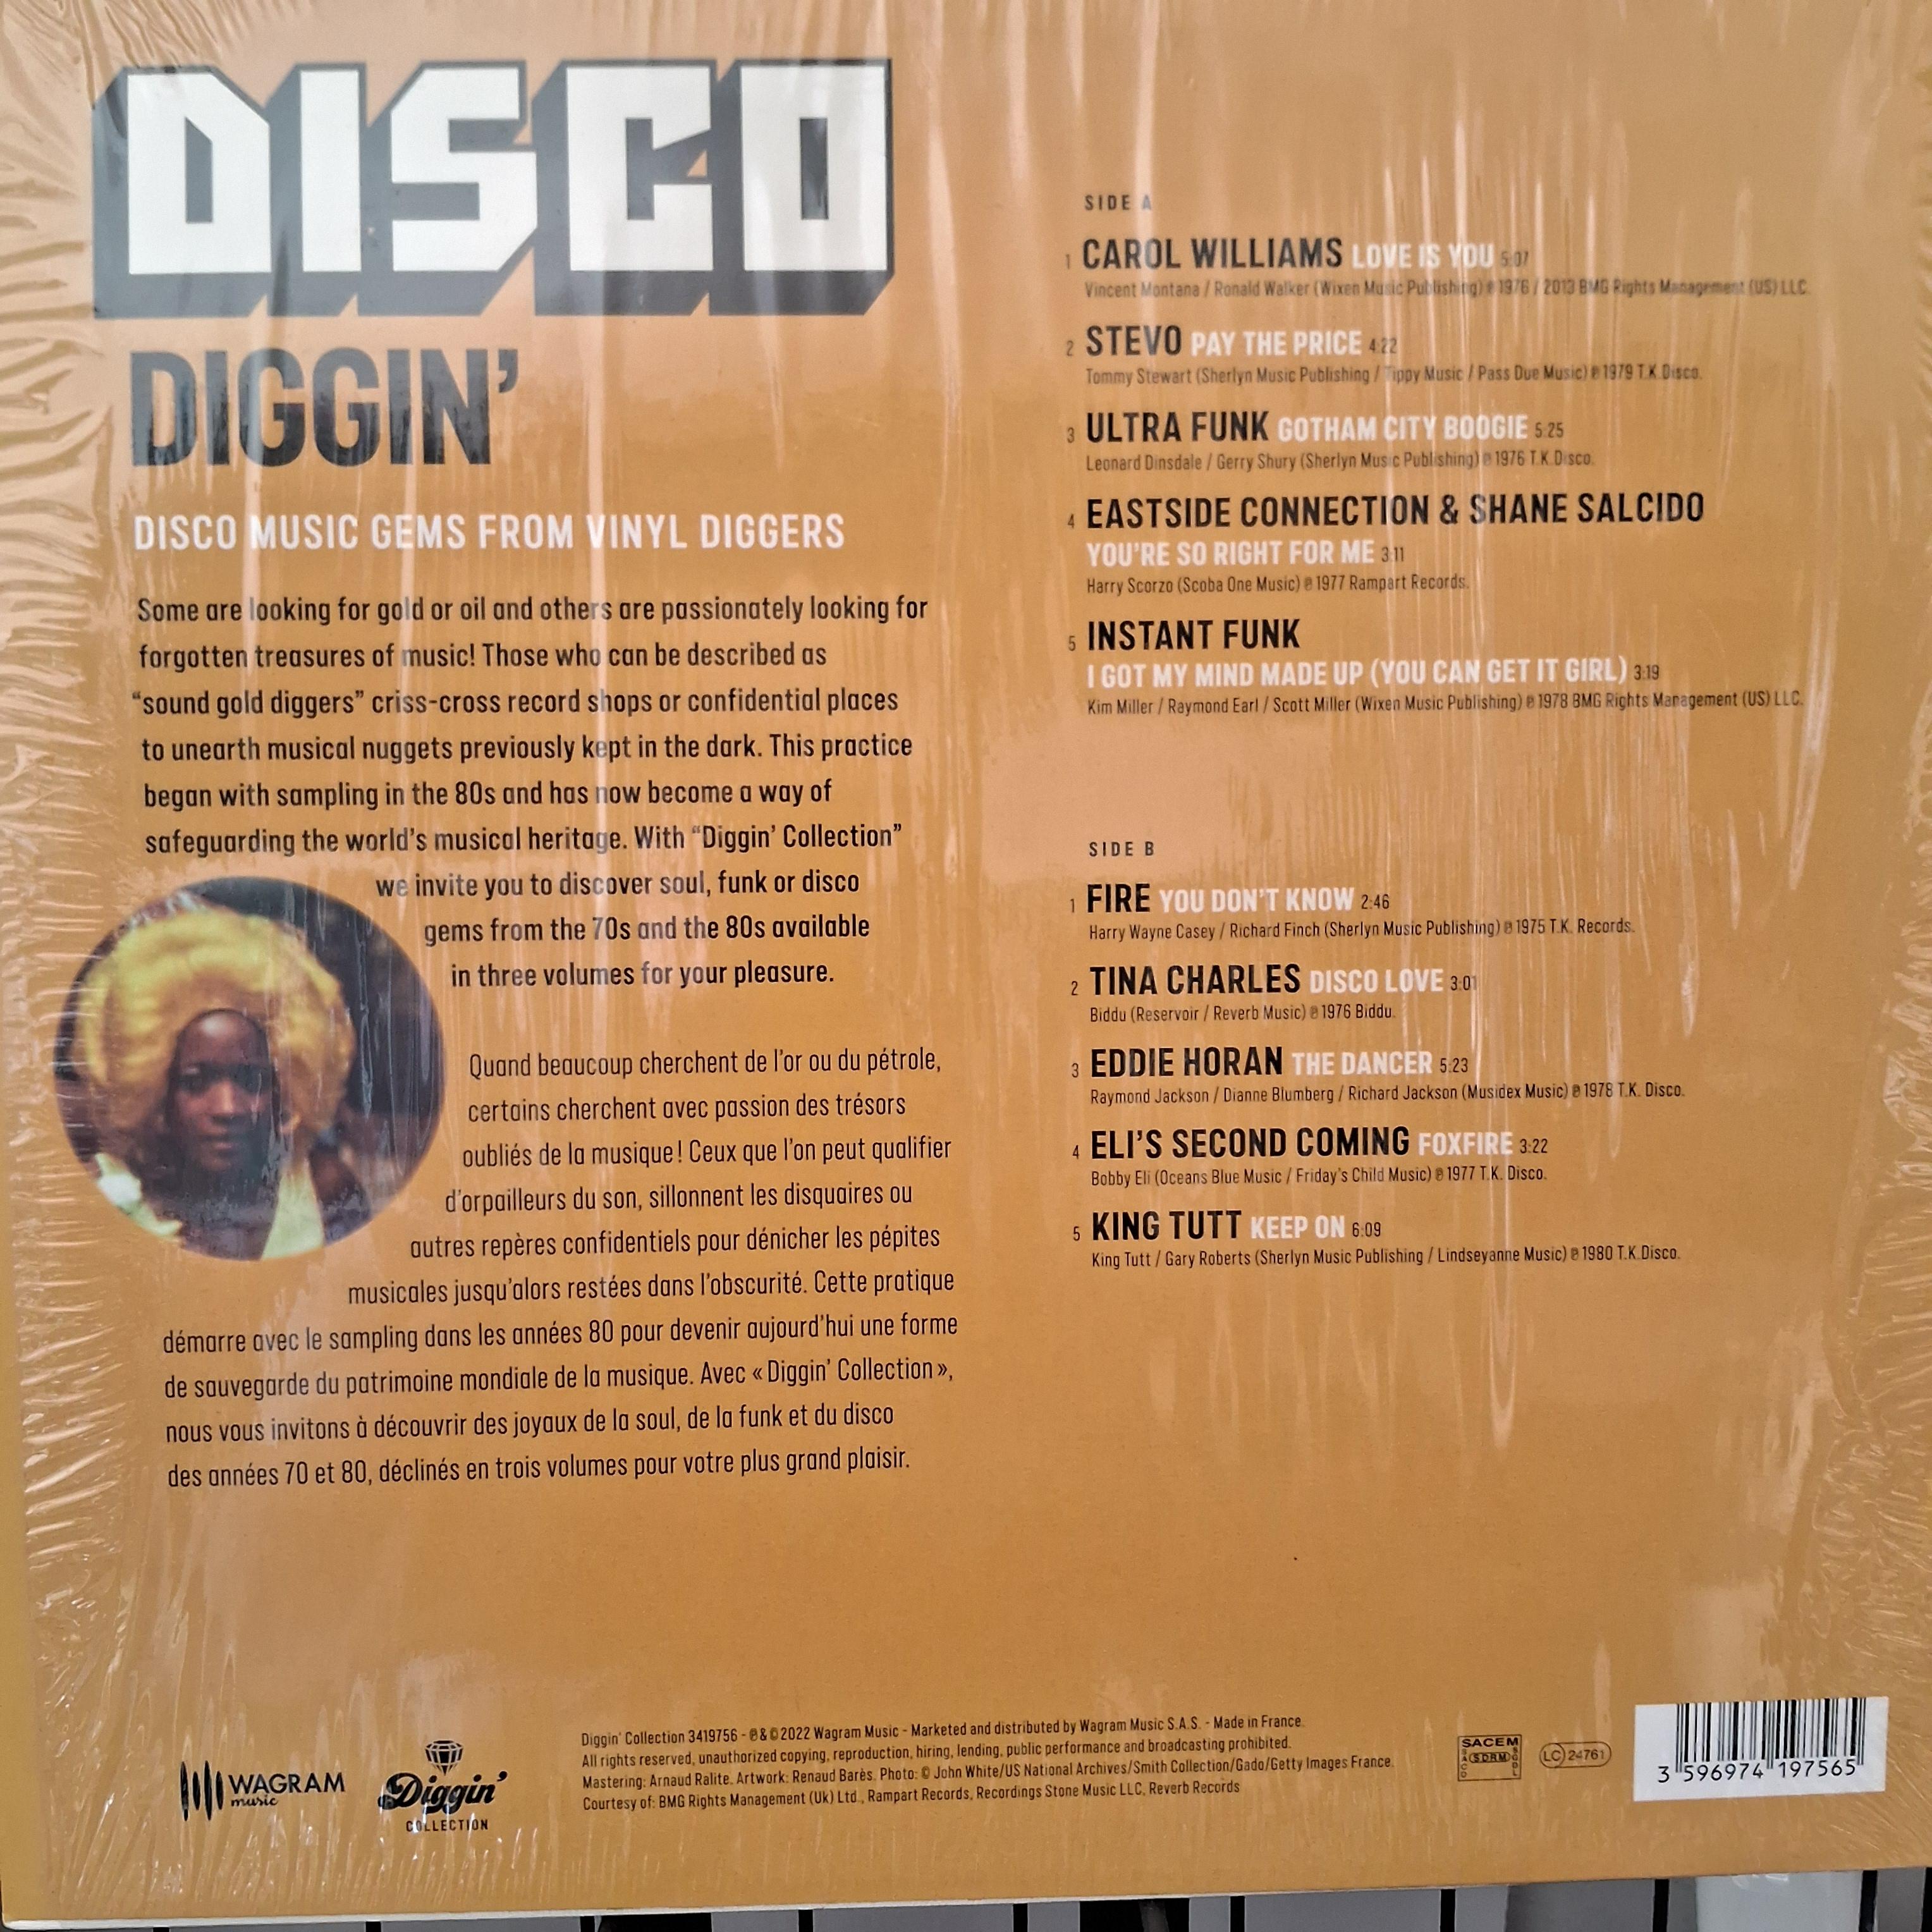 DISCO
DIGGIN'
DISCO MUSIC GEMS FROM VINYL DIGGERS
Some are looking for gold or oil and others are passionately looking for
forgotten treasures of music! Those who can be described as
“sound gold diggers” criss-cross record shops or confidential places
to unearth musical nuggets previously kept in the dark. This practice
began with sampling in the 80s and has now become a way of
safeguarding the world's musical heritage. With “Diggin' Collection”
we invite you to discover soul, funk or disco
gems from the 70s and the 80s available
in three volumes for your pleasure.
Quand beaucoup cherchent de l'or ou du pétrole,
certains cherchent avec passion des trésors
oubliés de la musique! Ceux que l'on peut qualifier
d'orpailleurs du son, sillonnent les disquaires ou
autres repères confidentiels pour dénicher les pépites
musicales jusqu'alors restées dans l'obscurité. Cette pratique
démarre avec le sampling dans les années 80 pour devenir aujourd'hui une forme
de sauvegarde du patrimoine mondiale de la musique. Avec « Diggin' Collection »,
nous vous invitons à découvrir des joyaux de la soul, de la funk et du disco
des années 70 et 80, déclinés en trois volumes pour votre plus grand plaisir.
SIDE A
1 CAROL WILLIAMS LOVE IS YOU 5:07
Vincent Montana / Ronald Walker (Wixen Music Publishing) ℗ 1976 / 2013 BMG Rights Management (US) LLC.
2 STEVO PAY THE PRICE 4:22
Tommy Stewart (Sherlyn Music Publishing / Tippy Music / Pass Due Music) ℗ 1979 T.K.Disco.
3 ULTRA FUNK GOTHAM CITY BOOGIE 5:25
Leonard Dinsdale / Gerry Shury (Sherlyn Music Publishing) ℗ 1976 T.K.Disco.
4 EASTSIDE CONNECTION & SHANE SALCIDO
YOU'RE SO RIGHT FOR ME 3:11
Harry Scorzo (Scoba One Music) ℗ 1977 Rampart Records.
5 INSTANT FUNK
I GOT MY MIND MADE UP (YOU CAN GET IT GIRL) 3:19
Kim Miller / Raymond Earl / Scott Miller (Wixen Music Publishing) ℗ 1978 BMG Rights Management (US) LLC.
SIDE B
1 FIRE YOU DON'T KNOW 2:46
Harry Wayne Casey / Richard Finch (Sherlyn Music Publishing) ℗ 1975 T.K. Records.
2 TINA CHARLES DISCO LOVE 3:01
Biddu (Reservoir / Reverb Music) ℗ 1976 Biddu.
3 EDDIE HORAN THE DANCER 5:23
Raymond Jackson / Dianne Blumberg / Richard Jackson (Musidex Music) ℗ 1978 T.K. Disco.
4 ELI'S SECOND COMING FOXFIRE 3:22
Bobby Eli (Oceans Blue Music / Friday's Child Music) ℗ 1977 T.K. Disco.
5 KING TUTT KEEP ON 6:09
King Tutt / Gary Roberts (Sherlyn Music Publishing / Lindseyanne Music) ℗ 1980 T.K.Disco.
WAGRAM
music
Diggin'
COLLECTION
Diggin' Collection 3419756 - ℗ & © 2022 Wagram Music - Marketed and distributed by Wagram Music S.A.S. - Made in France.
All rights reserved, unauthorized copying, reproduction, hiring, lending, public performance and broadcasting prohibited.
Mastering: Arnaud Ralite. Artwork: Renaud Barès. Photo: © John White/US National Archives/Smith Collection/Gado/Getty Images France.
Courtesy of: BMG Rights Management (Uk) Ltd., Rampart Records, Recordings Stone Music LLC, Reverb Records
SACEM
SACD SDRM SGDL
LC 24761
3 596974 197565